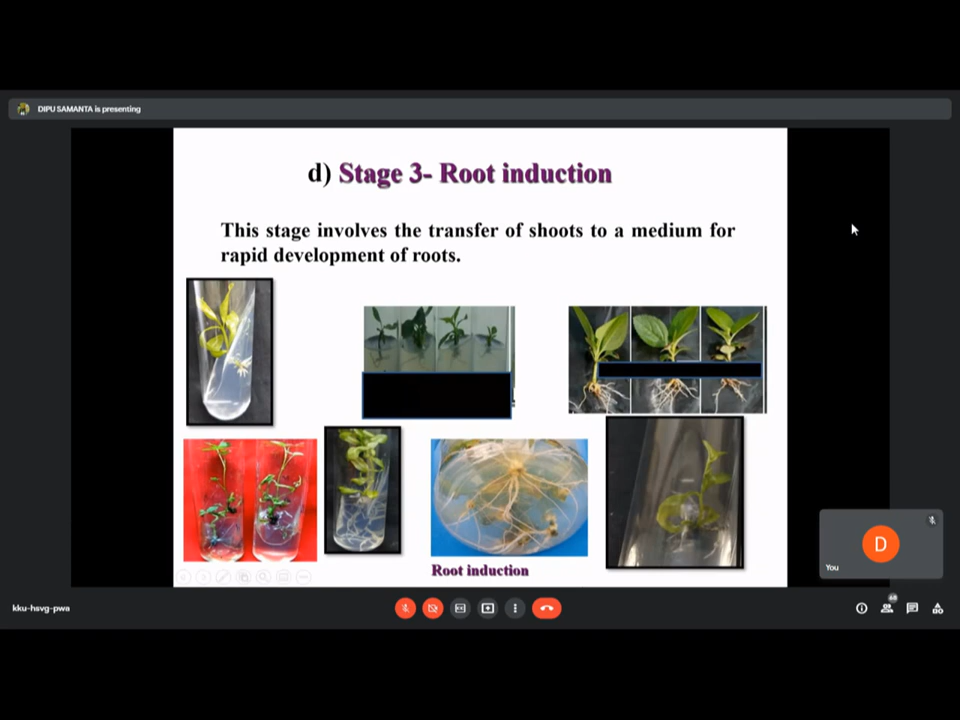 DIPU SAMANTA is presenting
d) Stage 3- Root induction
This stage involves the transfer of shoots to a medium for
rapid development of roots.
Root induction
D
You
kku-hsvg-pwa
48